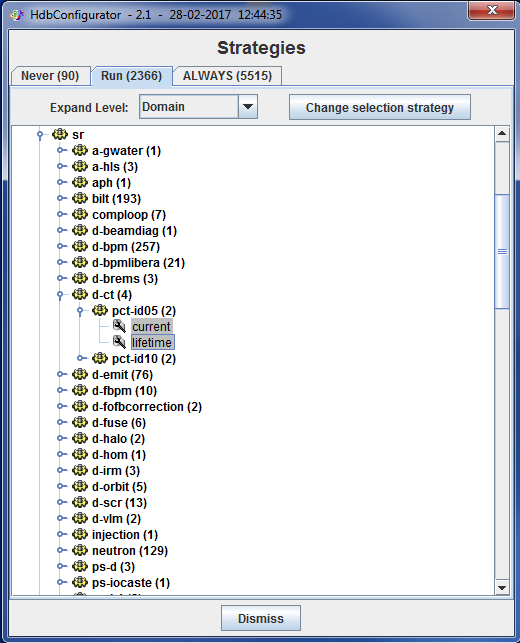 HdbConfigurator - 2.1 - 28-02-2017 12:44:35
Strategies
Never (90) Run (2366) ALWAYS (5515)
Expand Level: Domain Change selection strategy
sr
a-gwater (1)
a-hls (3)
aph (1)
bilt (193)
comploop (7)
d-beamdiag (1)
d-bpm (257)
d-bpmlibera (21)
d-brems (3)
d-ct (4)
pct-id05 (2)
current
lifetime
pct-id10 (2)
d-emit (76)
d-fbpm (10)
d-fofbcorrection (2)
d-fuse (6)
d-halo (2)
d-hom (1)
d-irm (3)
d-orbit (5)
d-scr (13)
d-vlm (2)
injection (1)
neutron (129)
ps-d (3)
ps-iocaste (1)
Dismiss